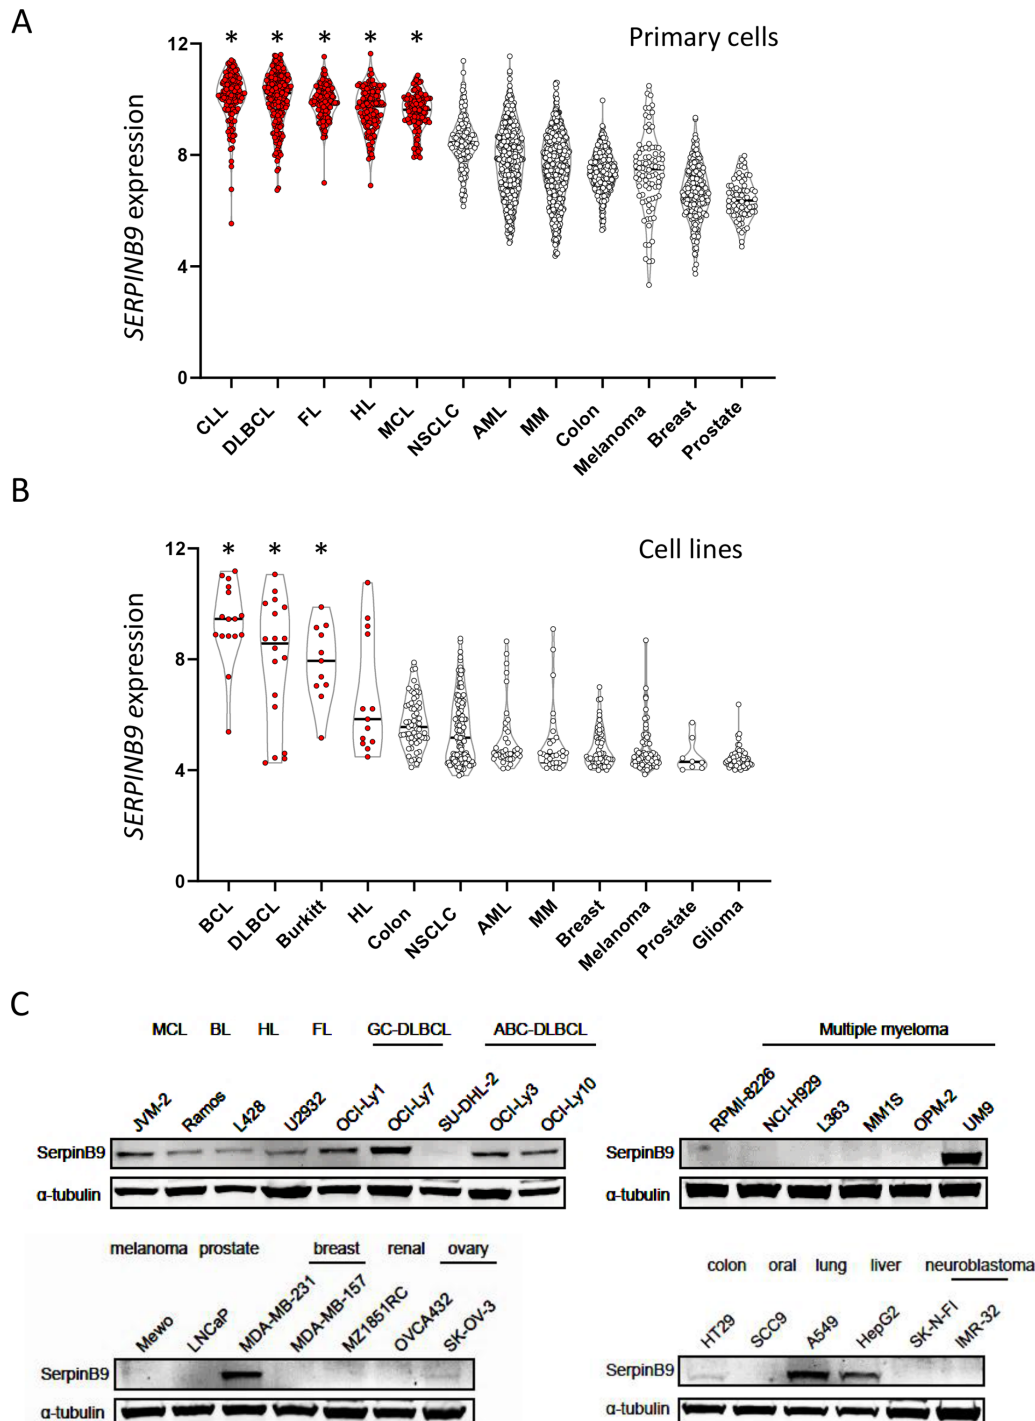 A
Primary cells
* * * * *
SERPINB9 expression
12
8
4
0
CLL DLBCL FL HL MCL NSCLC AML MM Colon Melanoma Breast Prostate
B
Cell lines
* * *
SERPINB9 expression
12
8
4
0
BCL DLBCL Burkitt HL Colon NSCLC AML MM Breast Melanoma Prostate Glioma
C
MCL BL HL FL GC-DLBCL ABC-DLBCL
JVM-2 Ramos L428 U2932 OCI-Ly1 OCI-Ly7 SU-DHL-2 OCI-Ly3 OCI-Ly10
SerpinB9
α-tubulin
Multiple myeloma
RPMI-8226 NCI-H929 L363 MM1S OPM-2 UM9
SerpinB9
α-tubulin
melanoma prostate breast renal ovary
Mewo LNCaP MDA-MB-231 MDA-MB-157 MZ1851RC OVCA432 SK-OV-3
SerpinB9
α-tubulin
colon oral lung liver neuroblastoma
HT29 SCC9 A549 HepG2 SK-N-FI IMR-32
SerpinB9
α-tubulin